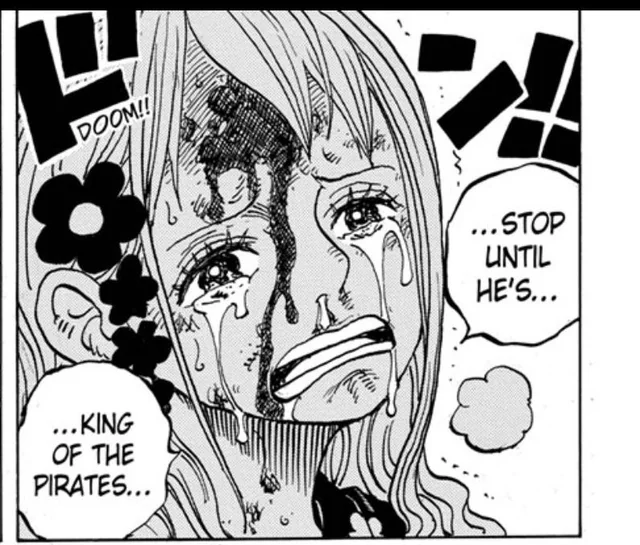 ドン!!
DOOM!!
...STOP
UNTIL
HE'S...
...KING
OF THE
PIRATES...